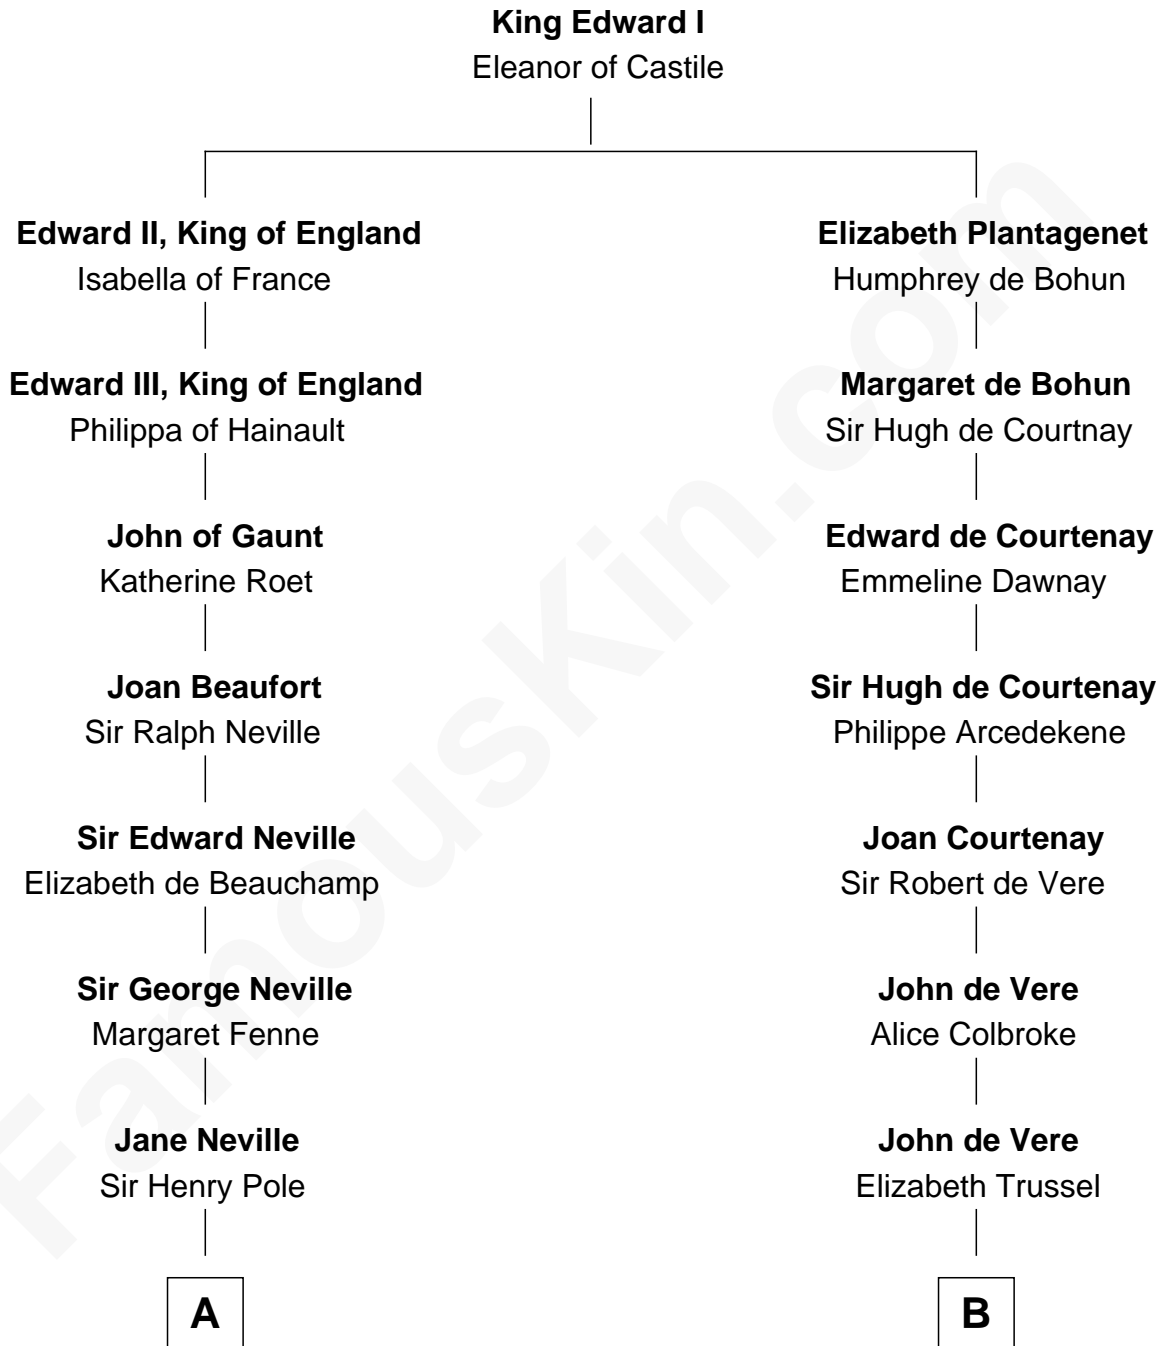 King Edward I
Eleanor of Castile
Edward II, King of England
Isabella of France
Elizabeth Plantagenet
Humphrey de Bohun
Edward III, King of England
Philippa of Hainault
Margaret de Bohun
Sir Hugh de Courtnay
John of Gaunt
Katherine Roet
Edward de Courtenay
Emmeline Dawnay
Joan Beaufort
Sir Ralph Neville
Sir Hugh de Courtenay
Philippe Arcedekene
Sir Edward Neville
Elizabeth de Beauchamp
Joan Courtenay
Sir Robert de Vere
Sir George Neville
Margaret Fenne
John de Vere
Alice Colbroke
Jane Neville
Sir Henry Pole
John de Vere
Elizabeth Trussel
A
B
FamousKin.com